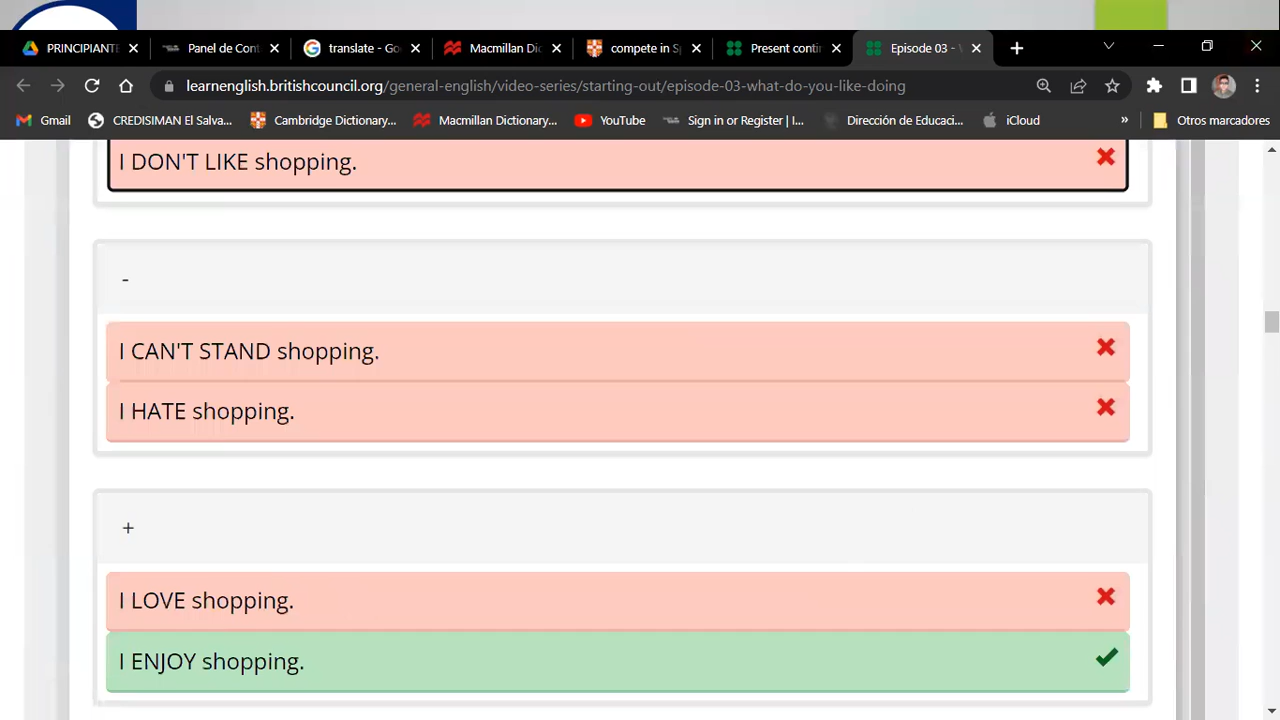 PRINCIPIANTE
Panel de Cont
translate - Goo
Macmillan Dic
compete in Sp
Present conti
Episode 03 - W
learnenglish.britishcouncil.org/general-english/video-series/starting-out/episode-03-what-do-you-like-doing
Gmail
CREDISIMAN El Salva...
Cambridge Dictionary...
Macmillan Dictionary...
YouTube
Sign in or Register | I...
Dirección de Educaci...
iCloud
»
Otros marcadores
I DON'T LIKE shopping.
-
I CAN'T STAND shopping.
I HATE shopping.
+
I LOVE shopping.
I ENJOY shopping.